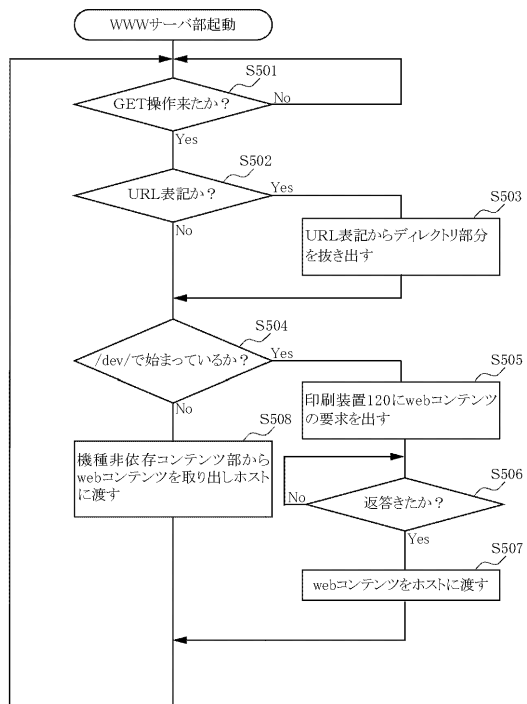 WWWサーバ部起動
S501
GET操作来たか？
No
Yes
S502
URL表記か？
Yes
No
S503
URL表記からディレクトリ部分
を抜き出す
S504
/dev/で始まっているか？
Yes
No
S505
印刷装置120にwebコンテンツ
の要求を出す
S508
機種非依存コンテンツ部から
webコンテンツを取り出しホスト
に渡す
S506
返答きたか？
No
Yes
S507
webコンテンツをホストに渡す